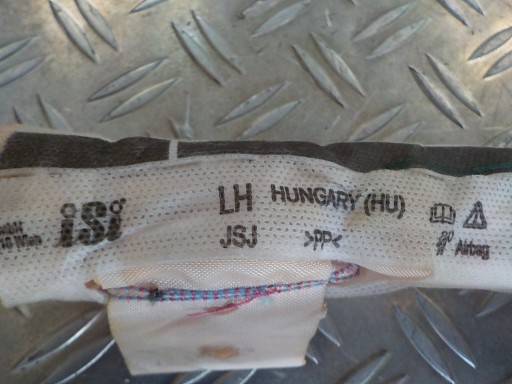 iSi
LH HUNGARY (HU)
JSJ >PP<
Airbag